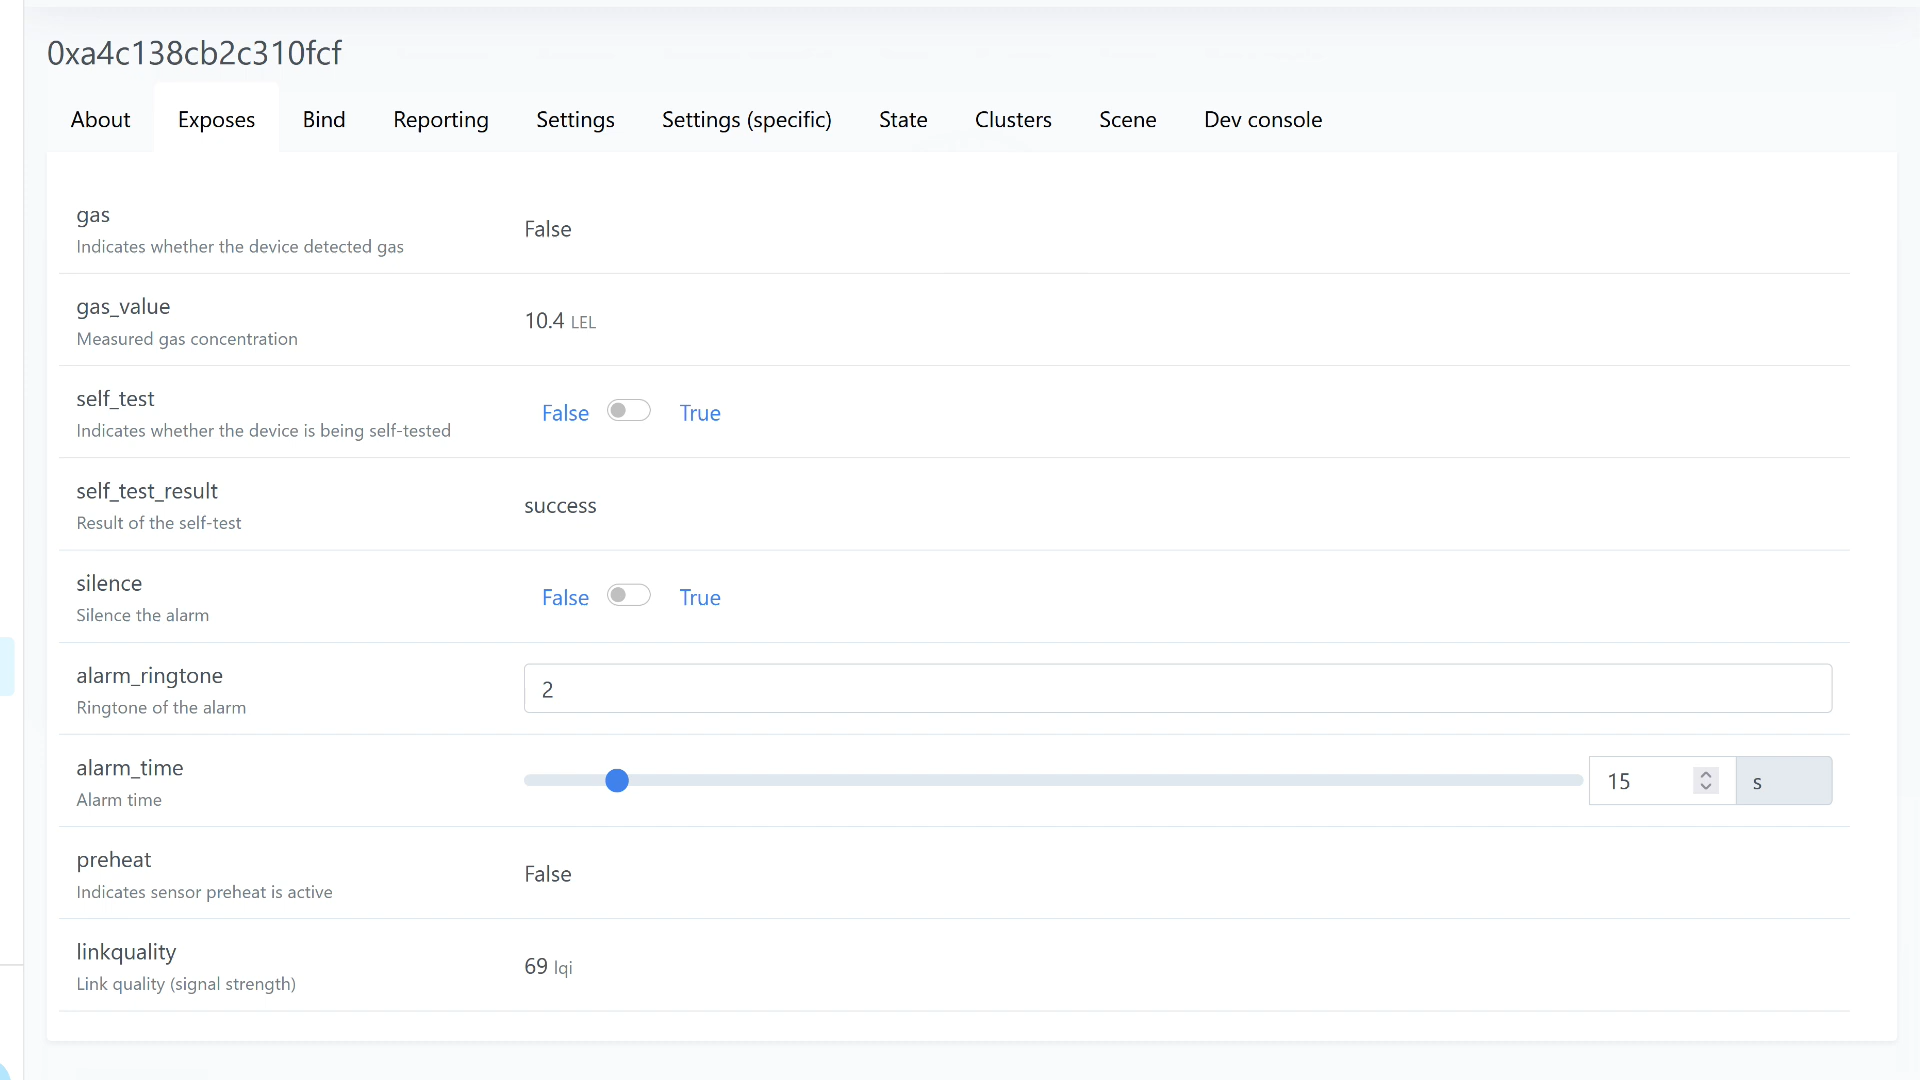 0xa4c138cb2c310fcf
About Exposes Bind Reporting Settings Settings (specific) State Clusters Scene Dev console
gas
Indicates whether the device detected gas
False
gas_value
Measured gas concentration
10.4 LEL
self_test
Indicates whether the device is being self-tested
False True
self_test_result
Result of the self-test
success
silence
Silence the alarm
False True
alarm_ringtone
Ringtone of the alarm
2
alarm_time
Alarm time
15 s
preheat
Indicates sensor preheat is active
False
linkquality
Link quality (signal strength)
69 lqi